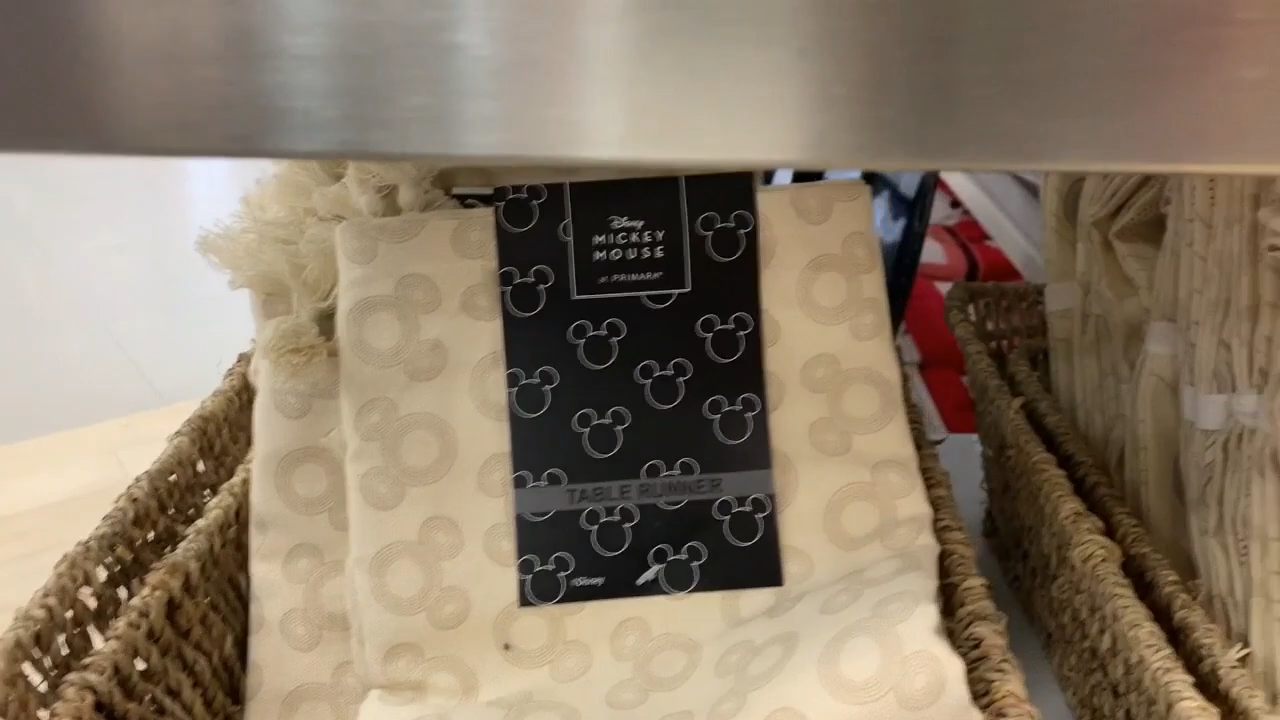 Disney
MICKEY
MOUSE
at PRIMARK
TABLE RUNNER
©Disney